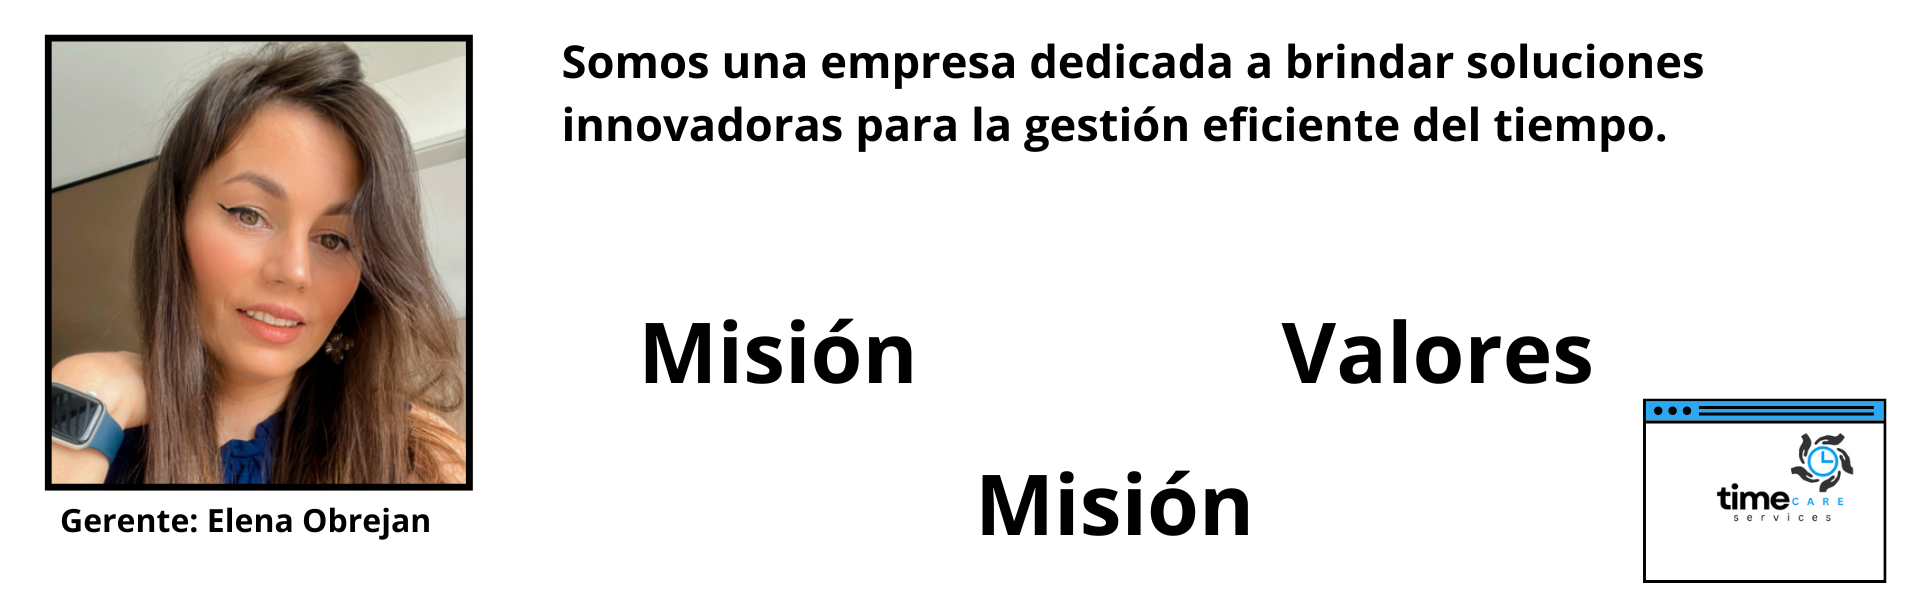 Somos una empresa dedicada a brindar soluciones
innovadoras para la gestión eficiente del tiempo.
Misión
Valores
Misión
Gerente: Elena Obrejan
time CARE
services